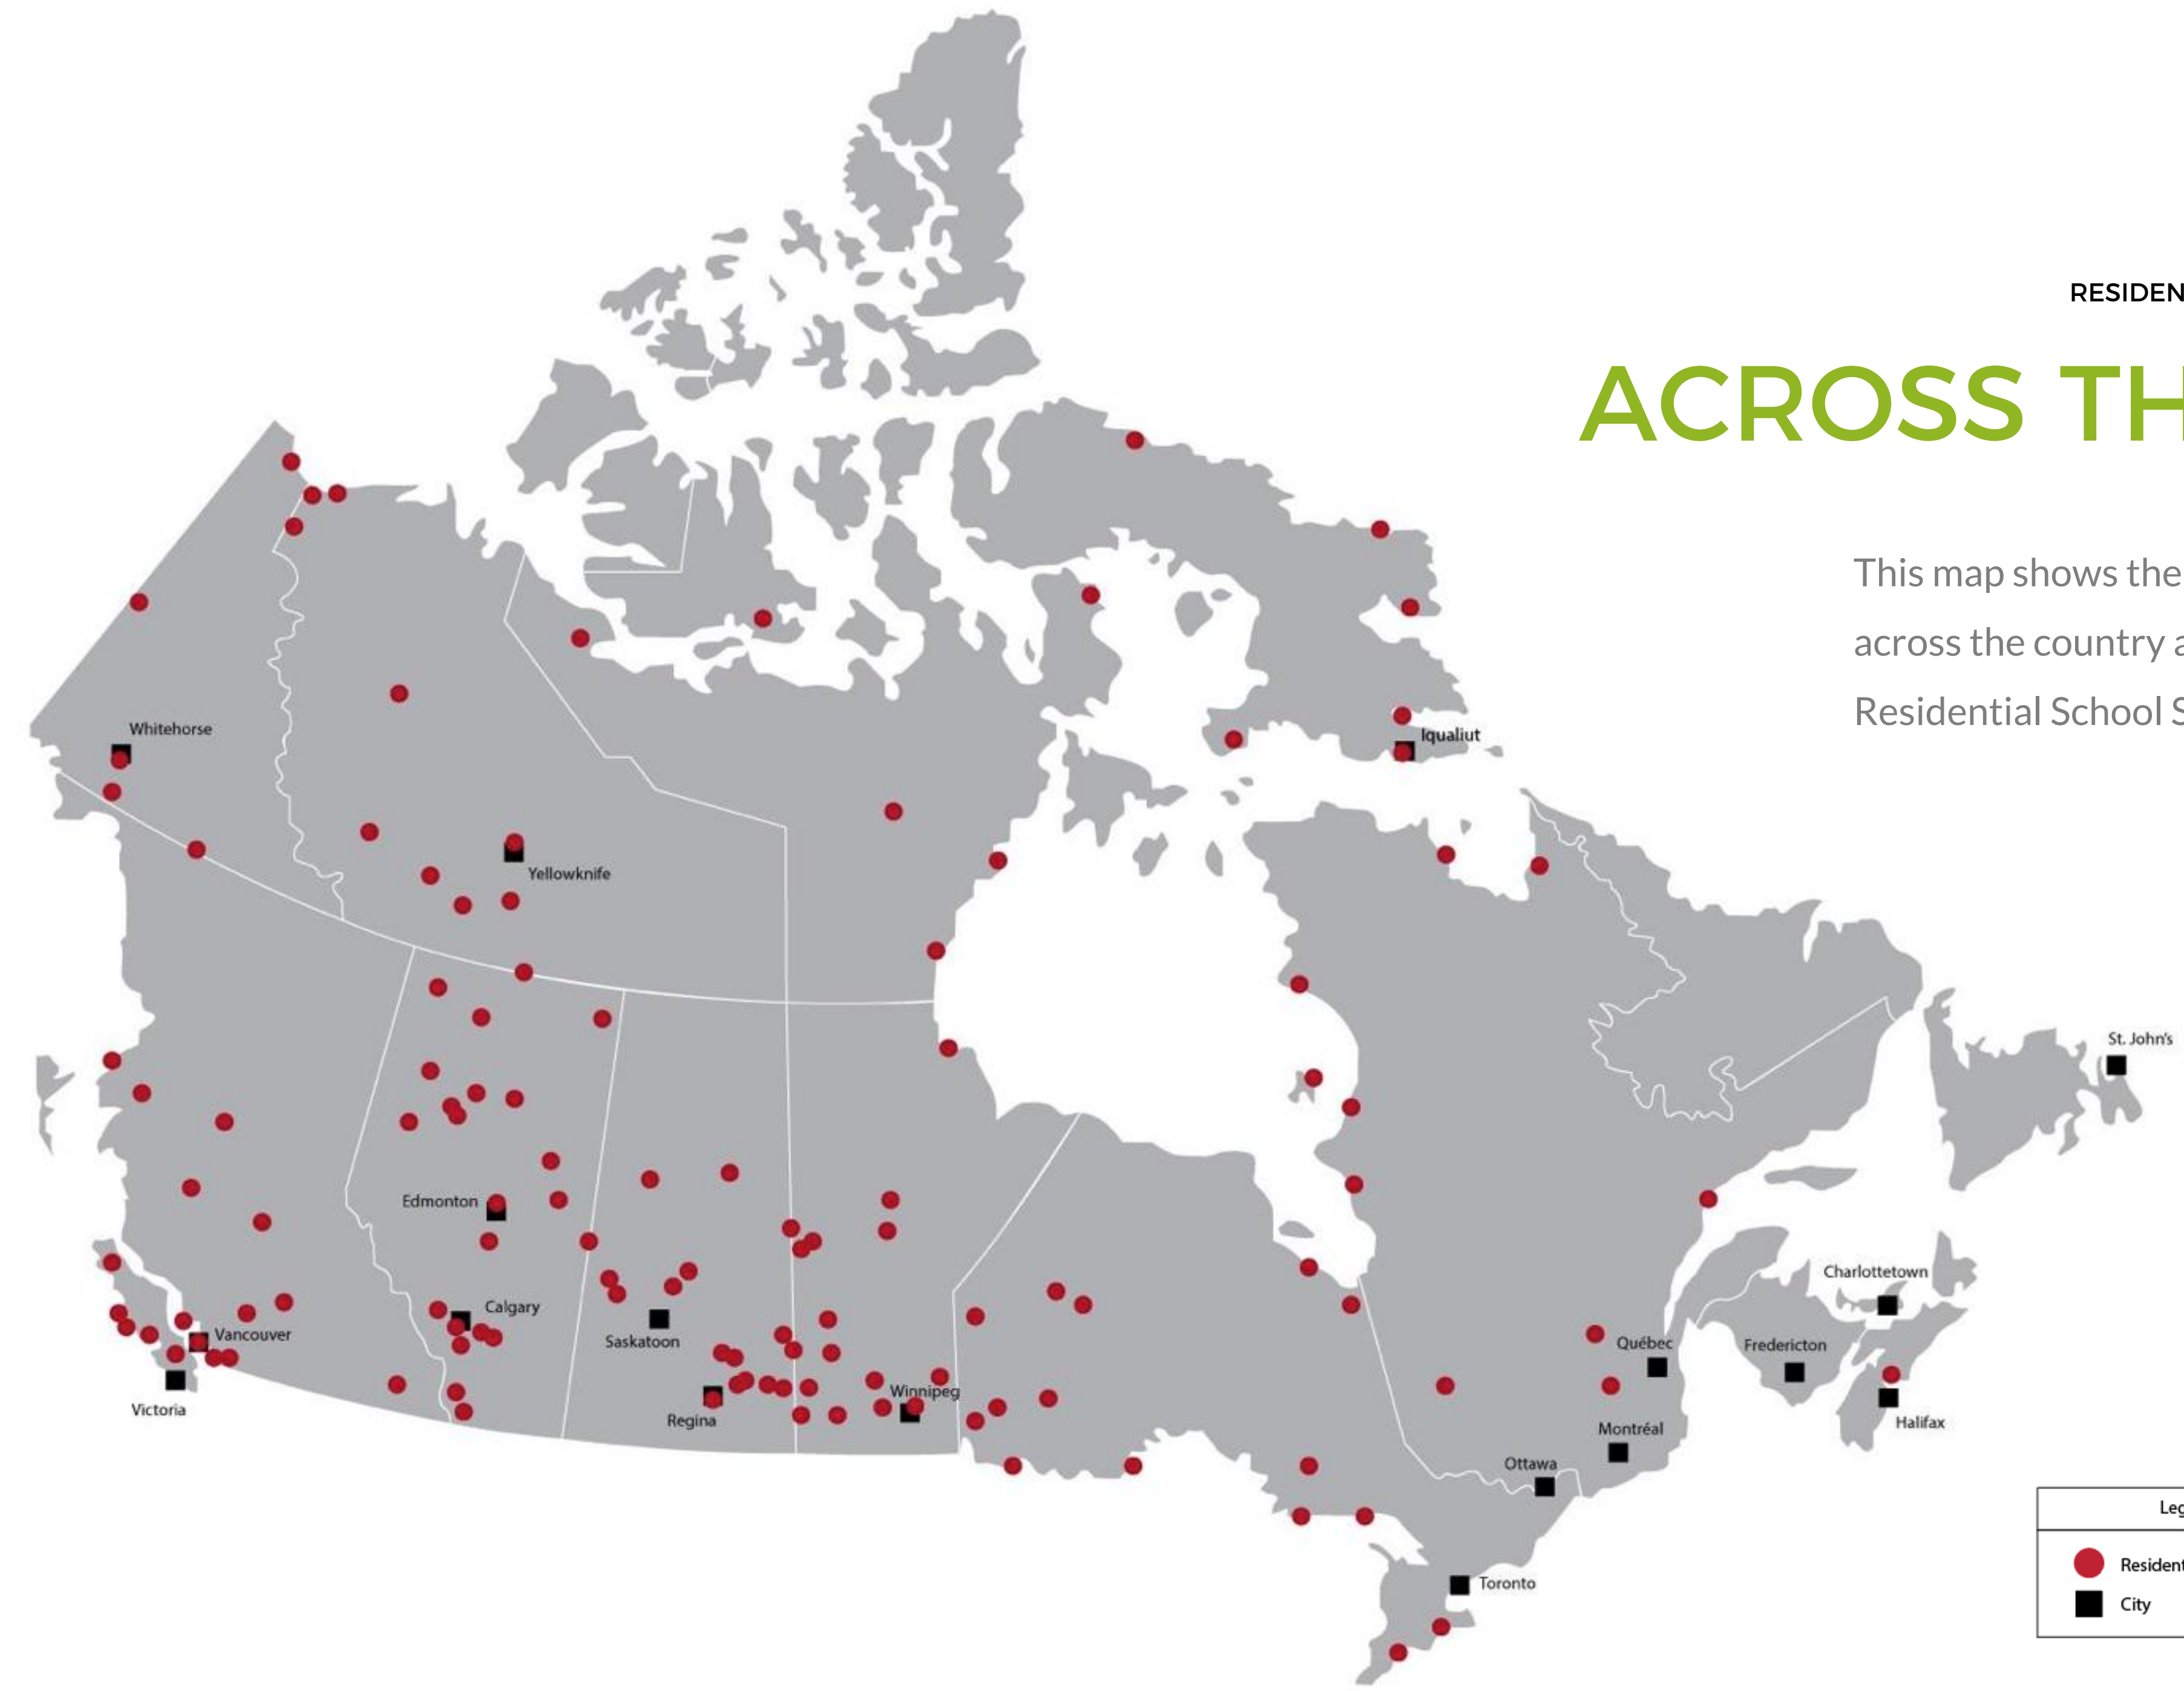 RESIDEN
ACROSS TH
This map shows the
across the country a
Residential School S
Whitehorse
Iqualiut
Yellowknife
St. John's
Edmonton
Charlottetown
Calgary
Vancouver
Saskatoon
Québec
Fredericton
Winnipeg
Victoria
Regina
Halifax
Montréal
Ottawa
Leg
Resident
City
Toronto